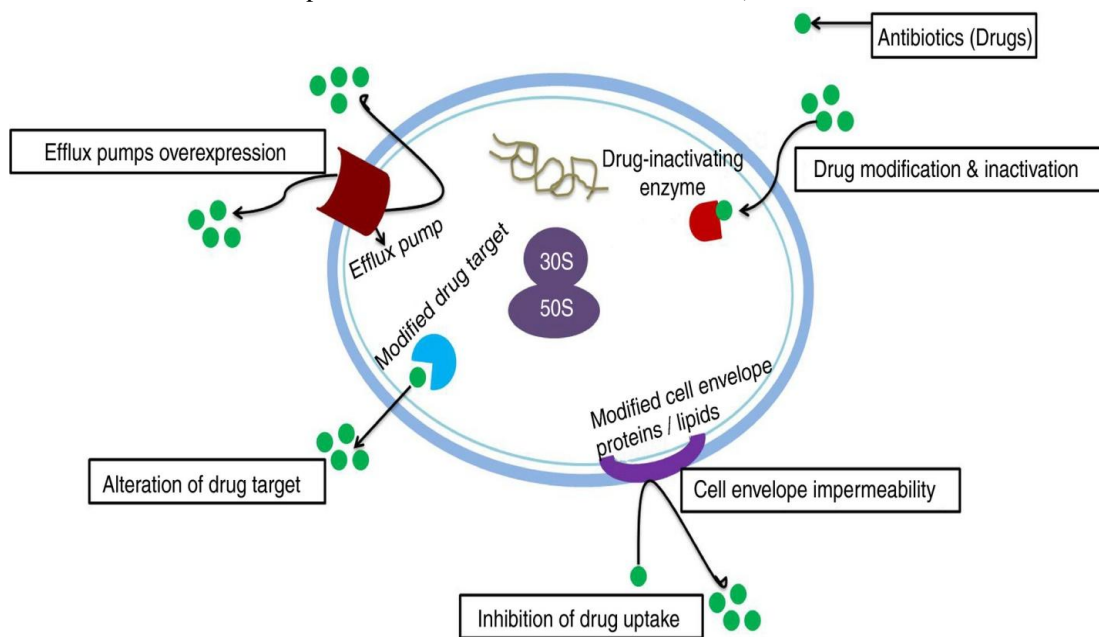 Antibiotics (Drugs)
Efflux pumps overexpression
Drug-inactivating
enzyme
Drug modification & inactivation
Efflux pump
30S
50S
Modified drug target
Modified cell envelope
proteins / lipids
Alteration of drug target
Cell envelope impermeability
Inhibition of drug uptake